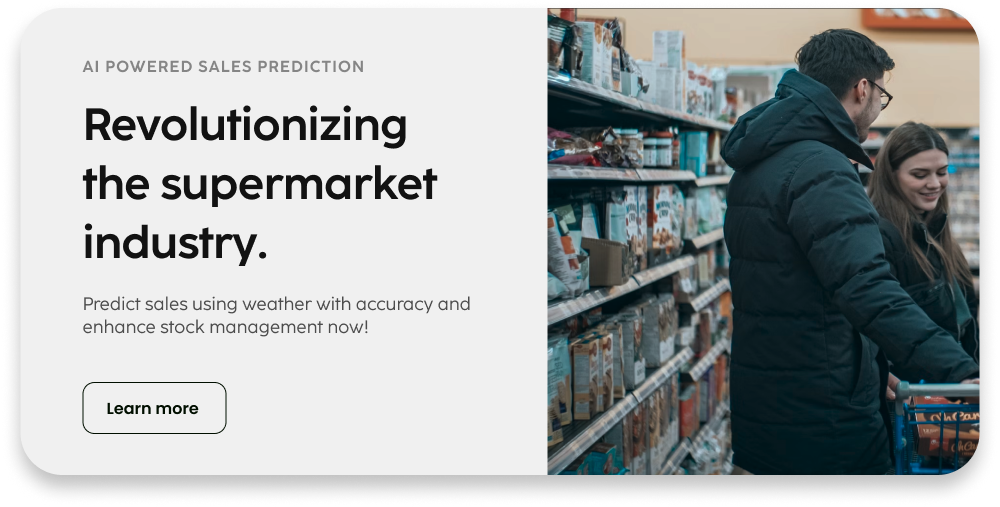 AI POWERED SALES PREDICTION
Revolutionizing
the supermarket
industry.
Predict sales using weather with accuracy and
enhance stock management now!
Learn more